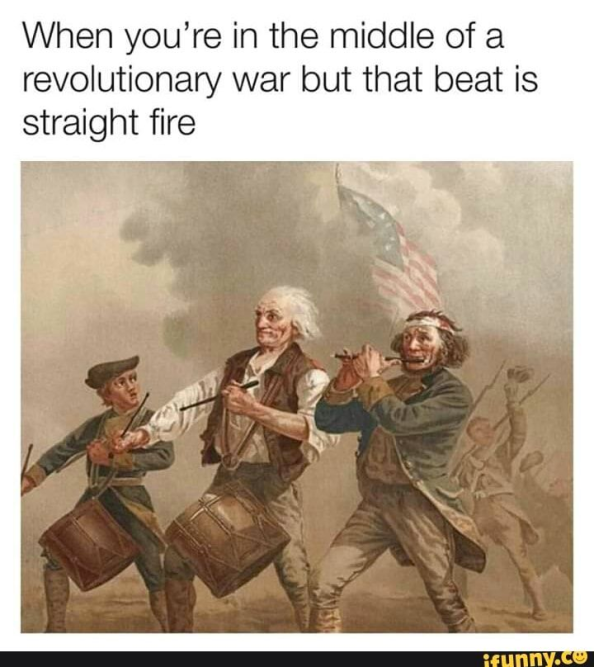 When you’re in the middle of a
revolutionary war but that beat is
straight fire
ifunny.co